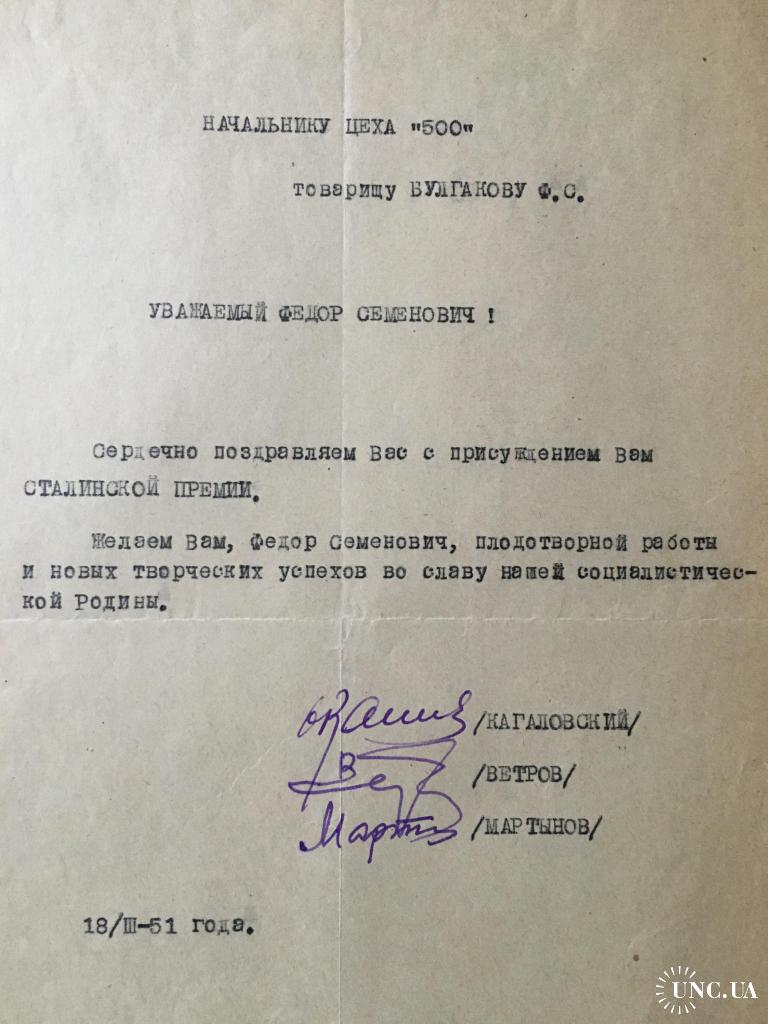 НАЧАЛЬНИКУ ЦЕХА "500"
товарищу БУЛГАКОВУ Ф.С.
УВАЖАЕМЫЙ ФЕДОР СЕМЕНОВИЧ !
Сердечно поздравляем Вас с присуждением Вам
СТАЛИНСКОЙ ПРЕМИИ.
Желаем Вам, Федор Семенович, плодотворной работы
и новых творческих успехов во славу нашей социалистичес-
кой Родины.
/КАГАЛОВСКИЙ/
/ВЕТРОВ/
/МАРТЫНОВ/
18/III-51 года.
UNC.UA